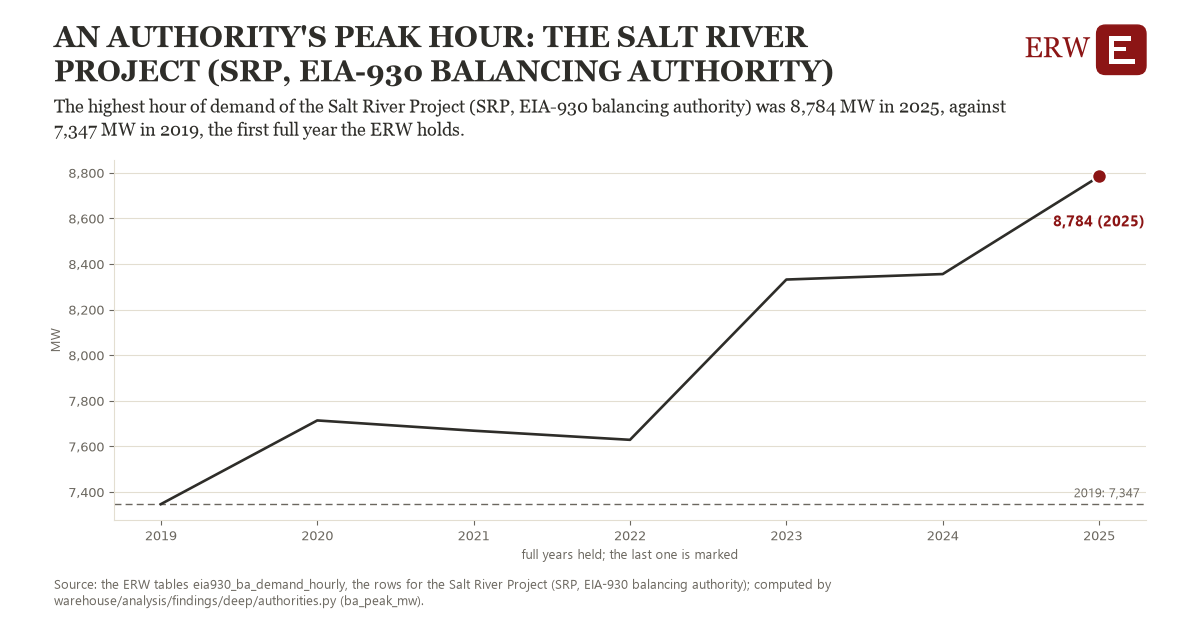 AN AUTHORITY'S PEAK HOUR: THE SALT RIVER
PROJECT (SRP, EIA-930 BALANCING AUTHORITY)
ERW
E
The highest hour of demand of the Salt River Project (SRP, EIA-930 balancing authority) was 8,784 MW in 2025, against
7,347 MW in 2019, the first full year the ERW holds.
8,800
8,600
8,400
8,200
8,000
7,800
7,600
7,400
MW
8,784 (2025)
2019: 7,347
2019
2020
2021
2022
2023
2024
2025
full years held; the last one is marked
Source: the ERW tables eia930_ba_demand_hourly, the rows for the Salt River Project (SRP, EIA-930 balancing authority); computed by
warehouse/analysis/findings/deep/authorities.py (ba_peak_mw).